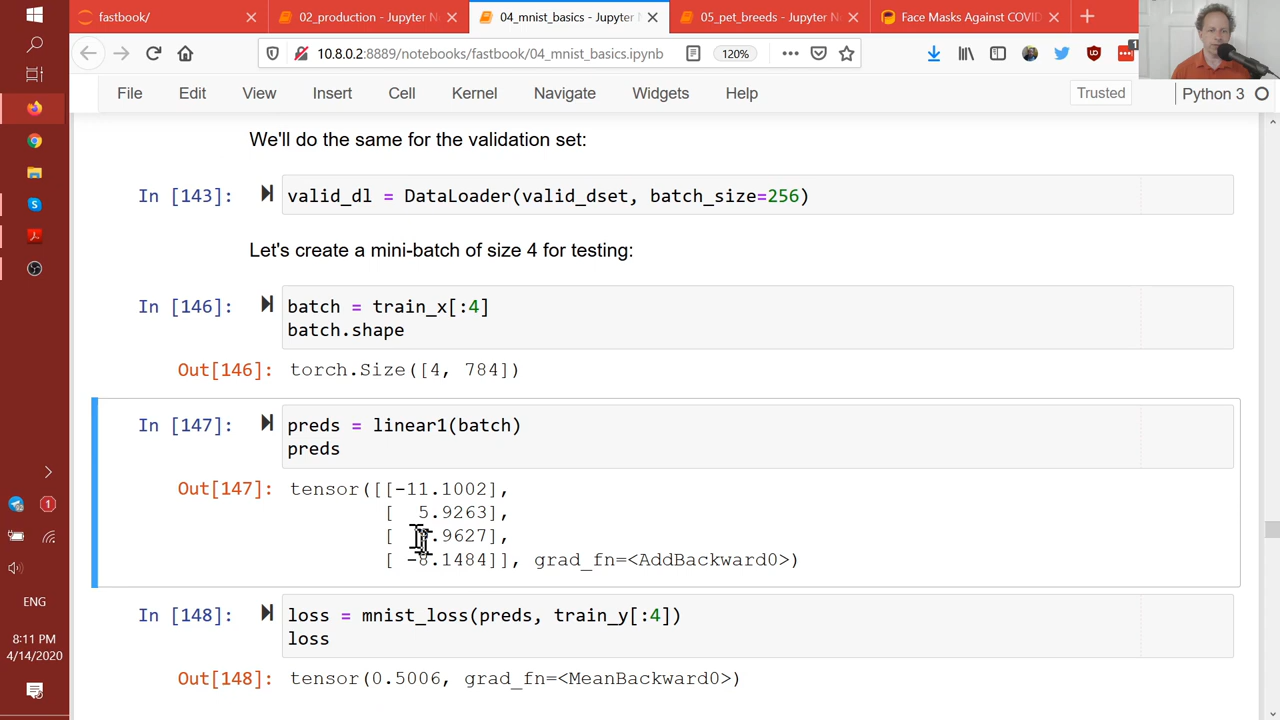 fastbook/
02_production - Jupyter N
04_mnist_basics - Jupyter
05_pet_breeds - Jupyter N
Face Masks Against COVID
10.8.0.2:8889/notebooks/fastbook/04_mnist_basics.ipynb
120%
1
File Edit View Insert Cell Kernel Navigate Widgets Help
Trusted
Python 3
We'll do the same for the validation set:
In [143]:
valid_dl = DataLoader(valid_dset, batch_size=256)
Let's create a mini-batch of size 4 for testing:
In [146]:
batch = train_x[:4]
batch.shape
Out[146]:
torch.Size([4, 784])
In [147]:
preds = linear1(batch)
preds
Out[147]:
tensor([[-11.1002],
[ 5.9263],
[ .9627],
[ -8.1484]], grad_fn=<AddBackward0>)
In [148]:
loss = mnist_loss(preds, train_y[:4])
loss
Out[148]:
tensor(0.5006, grad_fn=<MeanBackward0>)
1
ENG
8:11 PM
4/14/2020